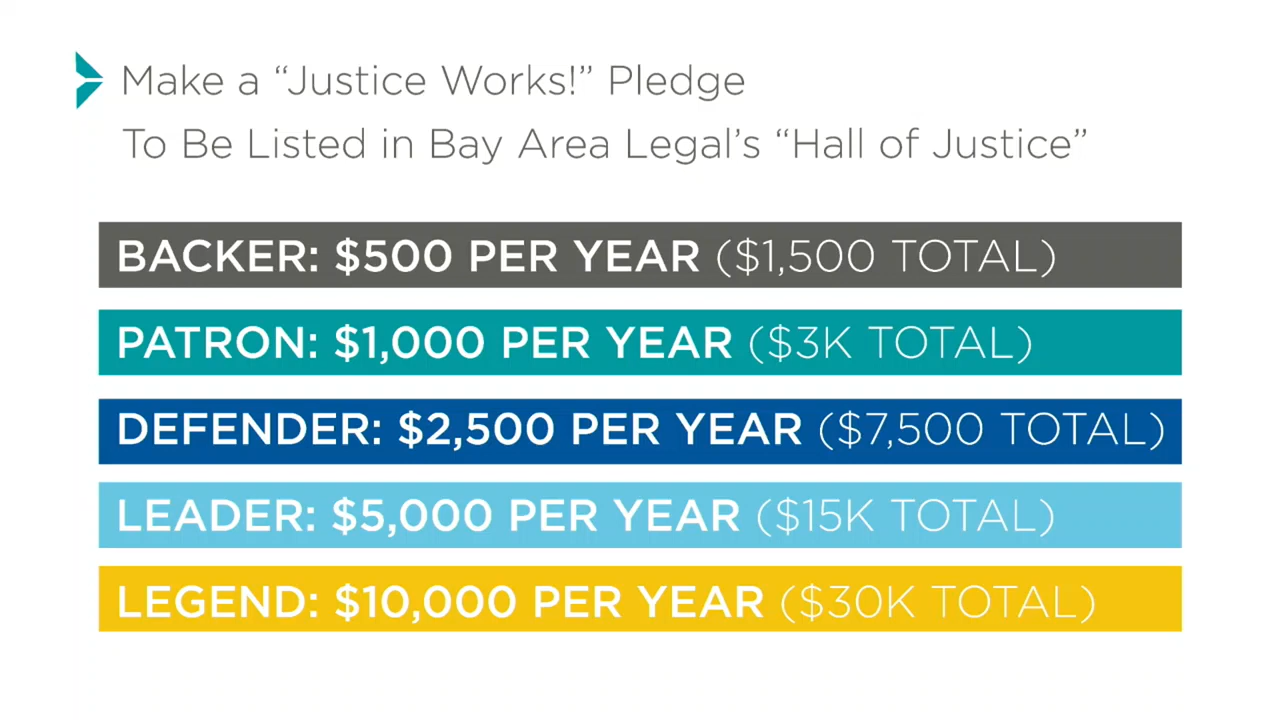 Make a “Justice Works!” Pledge
To Be Listed in Bay Area Legal’s “Hall of Justice”
BACKER: $500 PER YEAR ($1,500 TOTAL)
PATRON: $1,000 PER YEAR ($3K TOTAL)
DEFENDER: $2,500 PER YEAR ($7,500 TOTAL)
LEADER: $5,000 PER YEAR ($15K TOTAL)
LEGEND: $10,000 PER YEAR ($30K TOTAL)